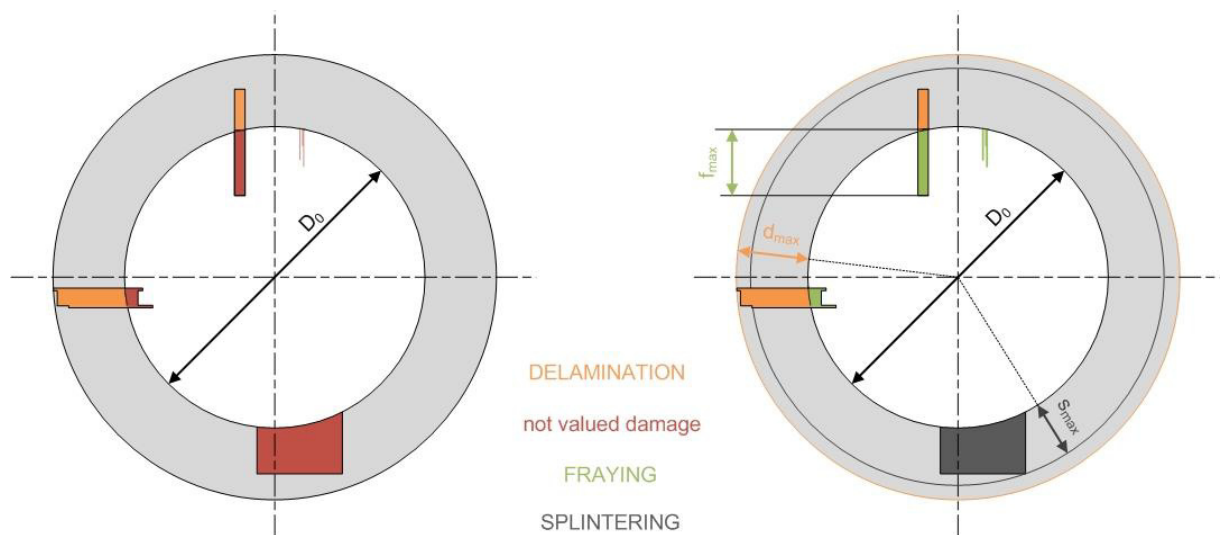 D₀
DELAMINATION
not valued damage
FRAYING
SPLINTERING
fmax
dmax
D₀
smax